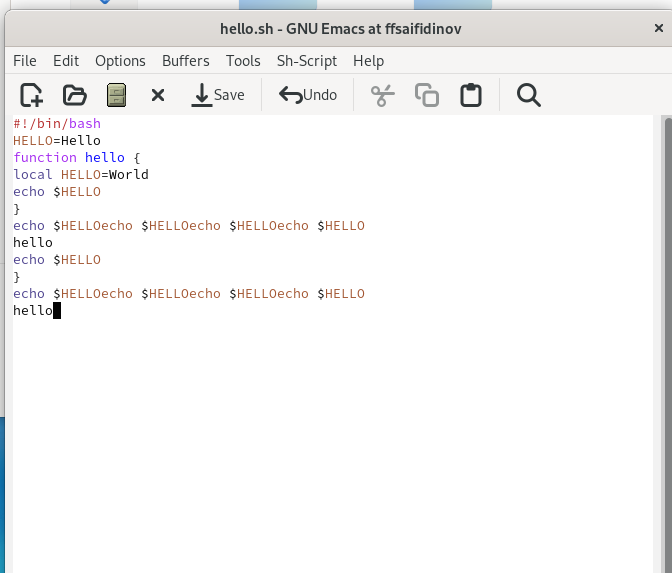 hello.sh - GNU Emacs at ffsaifidinov
File Edit Options Buffers Tools Sh-Script Help
Save Undo
#!/bin/bash
HELLO=Hello
function hello {
local HELLO=World
echo $HELLO
}
echo $HELLOecho $HELLOecho $HELLOecho $HELLO
hello
echo $HELLO
}
echo $HELLOecho $HELLOecho $HELLOecho $HELLO
hello